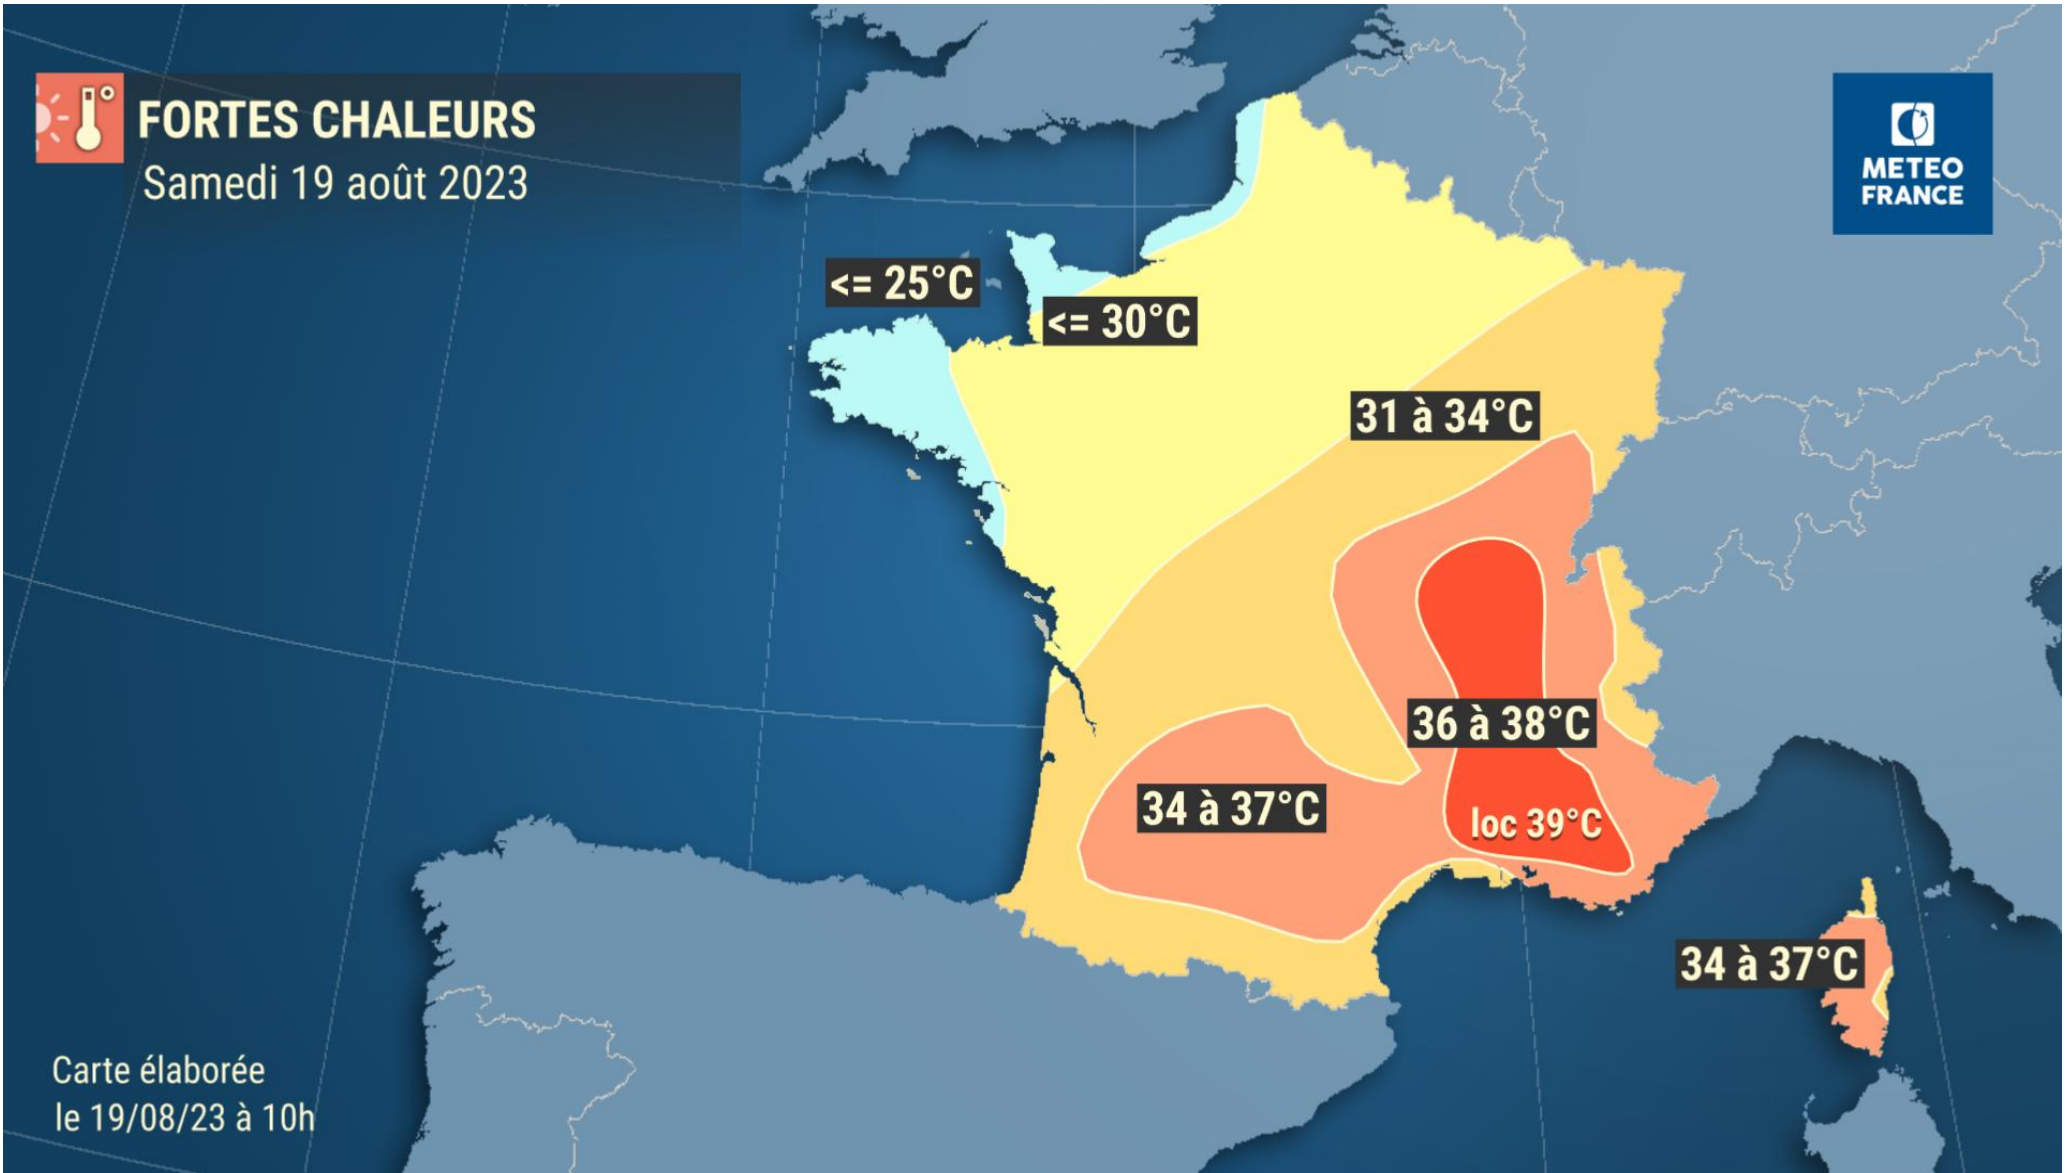 FORTES CHALEURS
Samedi 19 août 2023
METEO
FRANCE
<= 25°C
<= 30°C
31 à 34°C
36 à 38°C
34 à 37°C
loc 39°C
34 à 37°C
Carte élaborée
le 19/08/23 à 10h